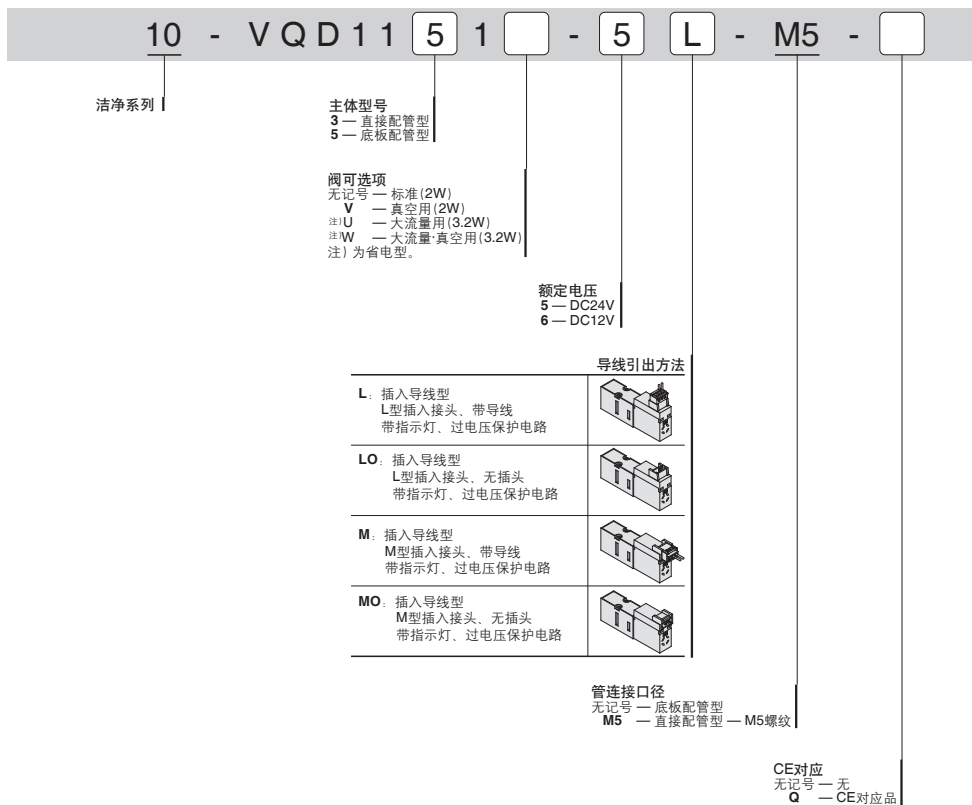 10 - VQD11 5 1 - 5 L - M5 -
洁净系列
主体型号
3 — 直接配管型
5 — 底板配管型
阀可选项
无记号 — 标准(2W)
V — 真空用(2W)
注)U — 大流量用(3.2W)
注)W — 大流量·真空用(3.2W)
注) 为省电型。
额定电压
5 — DC24V
6 — DC12V
导线引出方法
L：插入导线型
L型插入接头、带导线
带指示灯、过电压保护电路
LO：插入导线型
L型插入接头、无插头
带指示灯、过电压保护电路
M：插入导线型
M型插入接头、带导线
带指示灯、过电压保护电路
MO：插入导线型
M型插入接头、无插头
带指示灯、过电压保护电路
管连接口径
无记号 — 底板配管型
M5 — 直接配管型 — M5螺纹
CE对应
无记号 — 无
Q — CE对应品